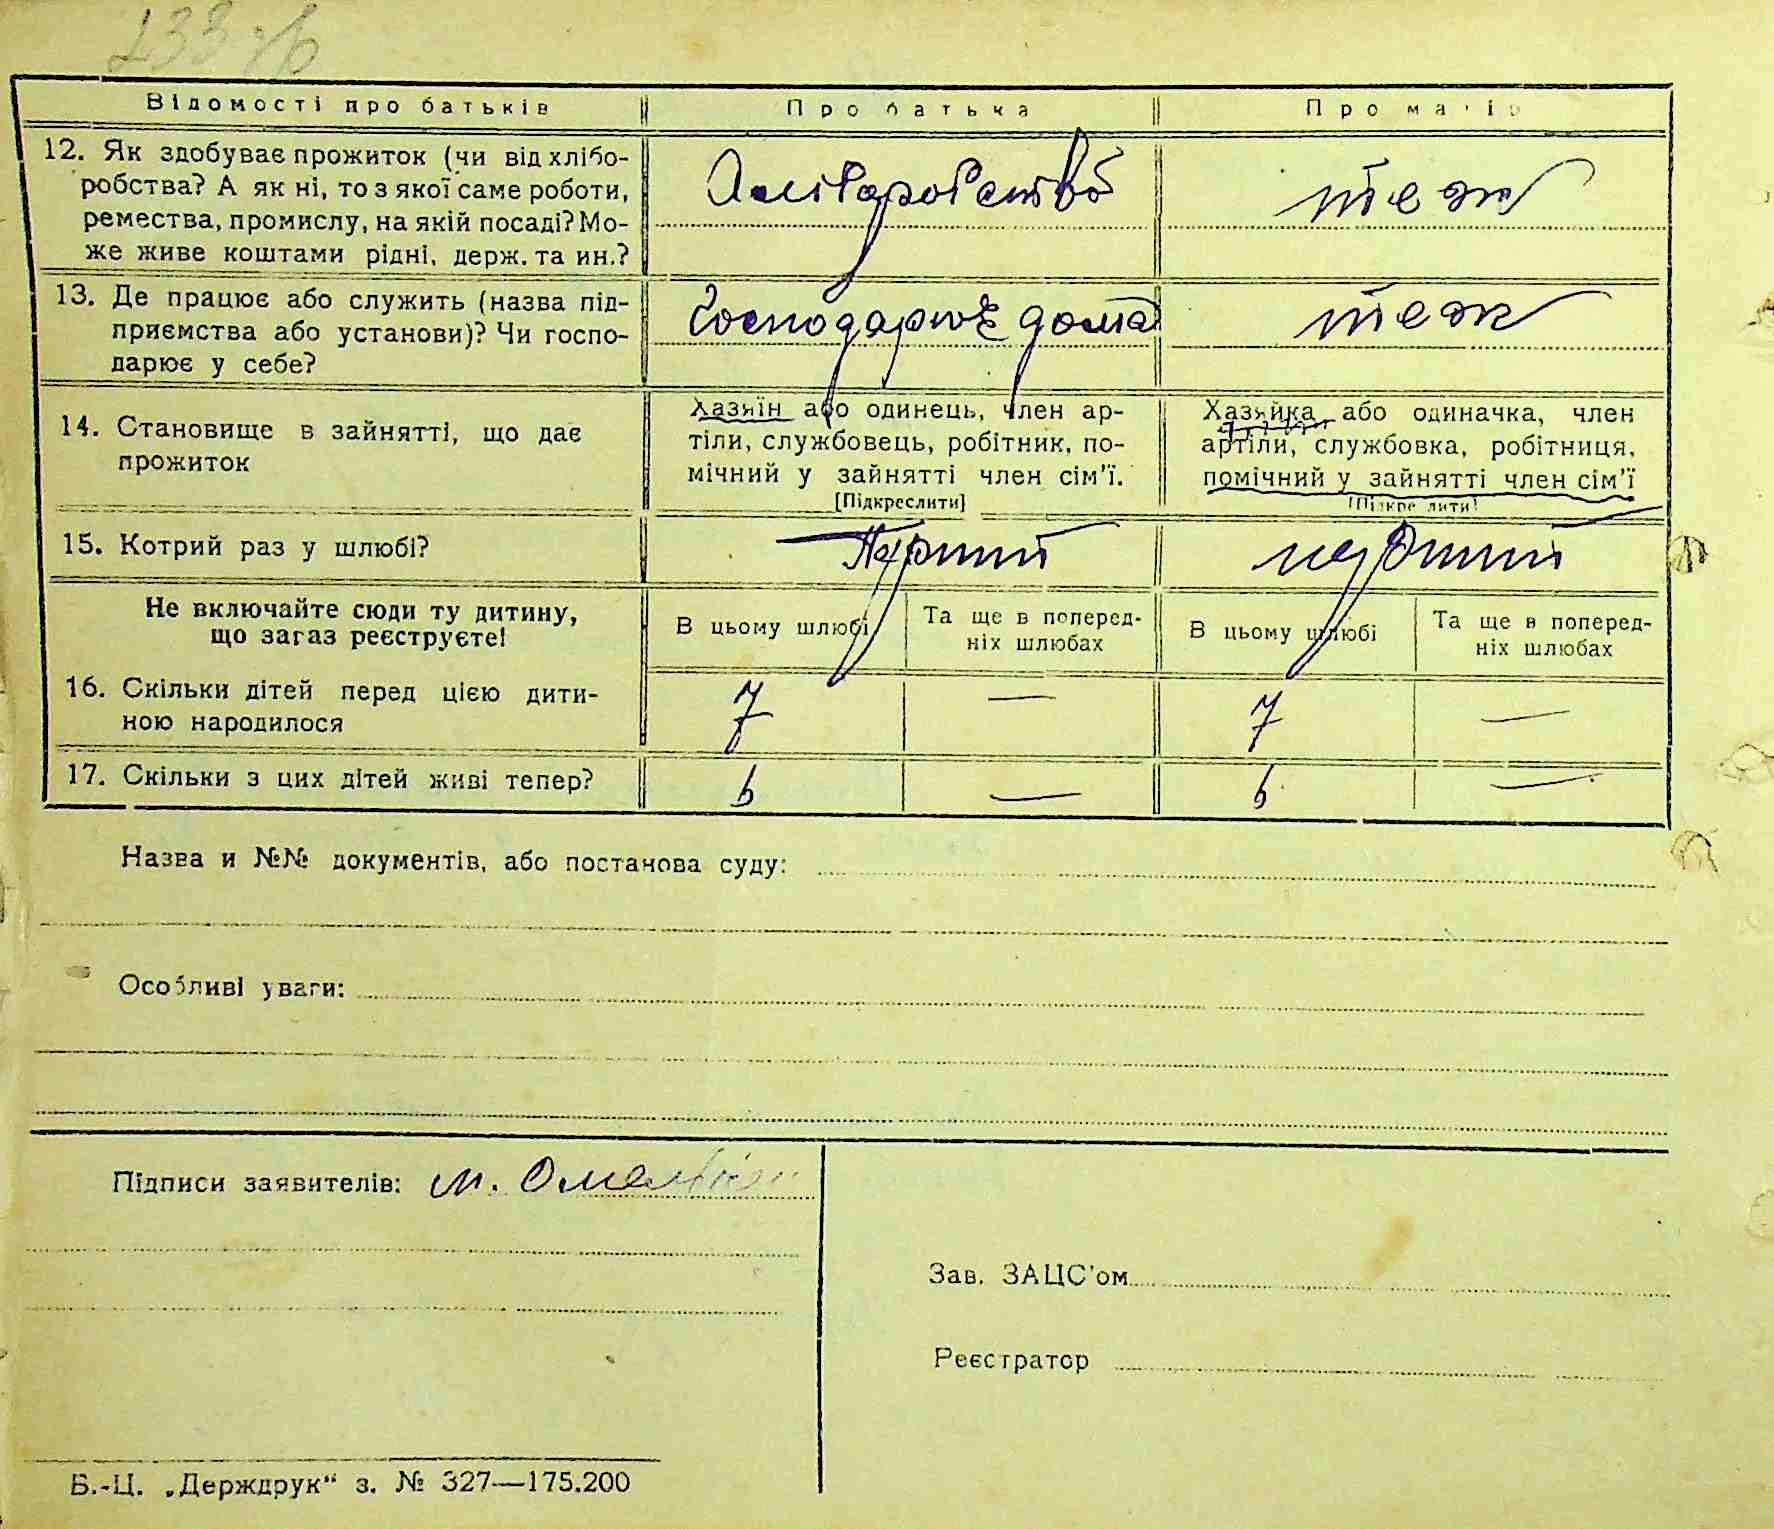 Відомості про батьків Про батька Про матір
12. Як здобуває прожиток (чи від хлібо-
робства? А як ні, то з якої саме роботи,
ремества, промислу, на якій посаді? Мо-
же живе коштами рідні, держ. та ин.?
Хліборобство
теж
13. Де працює або служить (назва під-
приємства або установи)? Чи госпо-
дарює у себе?
Господарює дома
теж
14. Становище в зайнятті, що дає
прожиток
Хазяїн або одинець, член ар-
тіли, службовець, робітник, по-
мічний у зайнятті член сім'ї.
[Підкреслити]
Хазяйка або одиначка, член
артіли, службовка, робітниця,
помічний у зайнятті член сім'ї
[Підкреслити]
15. Котрий раз у шлюбі?
Перший
перший
Не включайте сюди ту дитину,
що зараз реєструєте!
В цьому шлюбі
Та ще в поперед-
ніх шлюбах
В цьому шлюбі
Та ще в поперед-
ніх шлюбах
16. Скільки дітей перед цією дити-
ною народилося
7 — 7 —
17. Скільки з цих дітей живі тепер? 6 — 6 —
Назва и №№ документів, або постанова суду:
Особливі уваги:
Підписи заявителів: М.
Зав. ЗАЦС'ом
Реєстратор
Б.-Ц. „Держдрук“ з. № 327—175.200